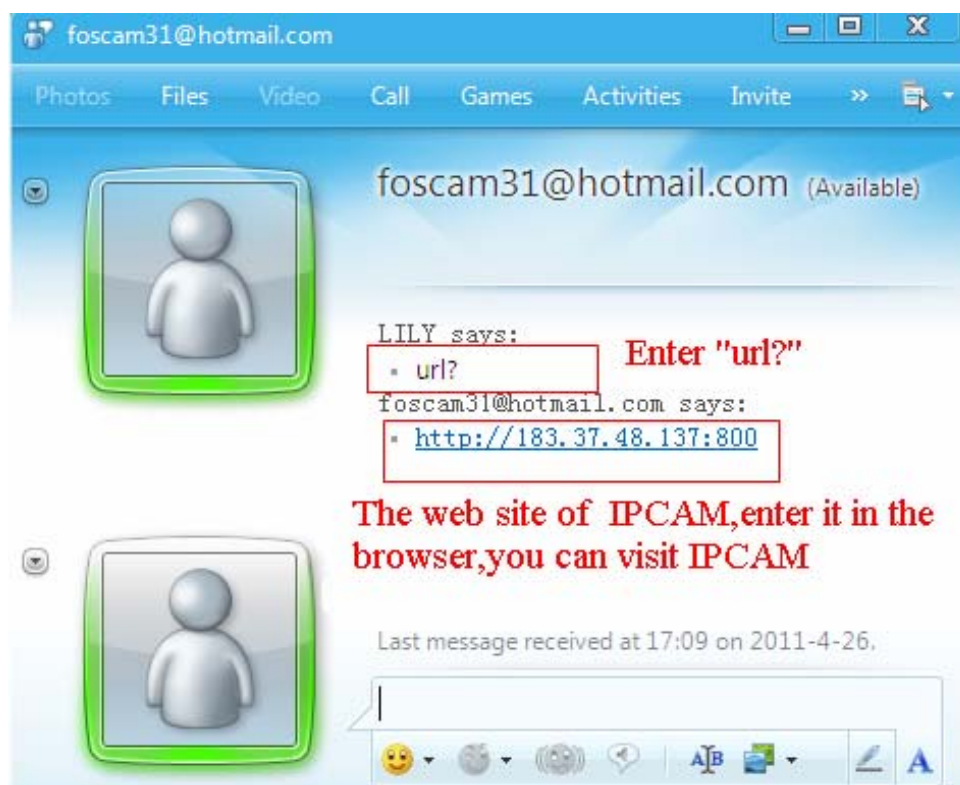 foscam31@hotmail.com
Photos Files Video Call Games Activities Invite »
foscam31@hotmail.com (Available)
LILY says:
url? Enter "url?"
foscam31@hotmail.com says:
http://183.37.48.137:800
The web site of IPCAM,enter it in the
browser,you can visit IPCAM
Last message received at 17:09 on 2011-4-26.